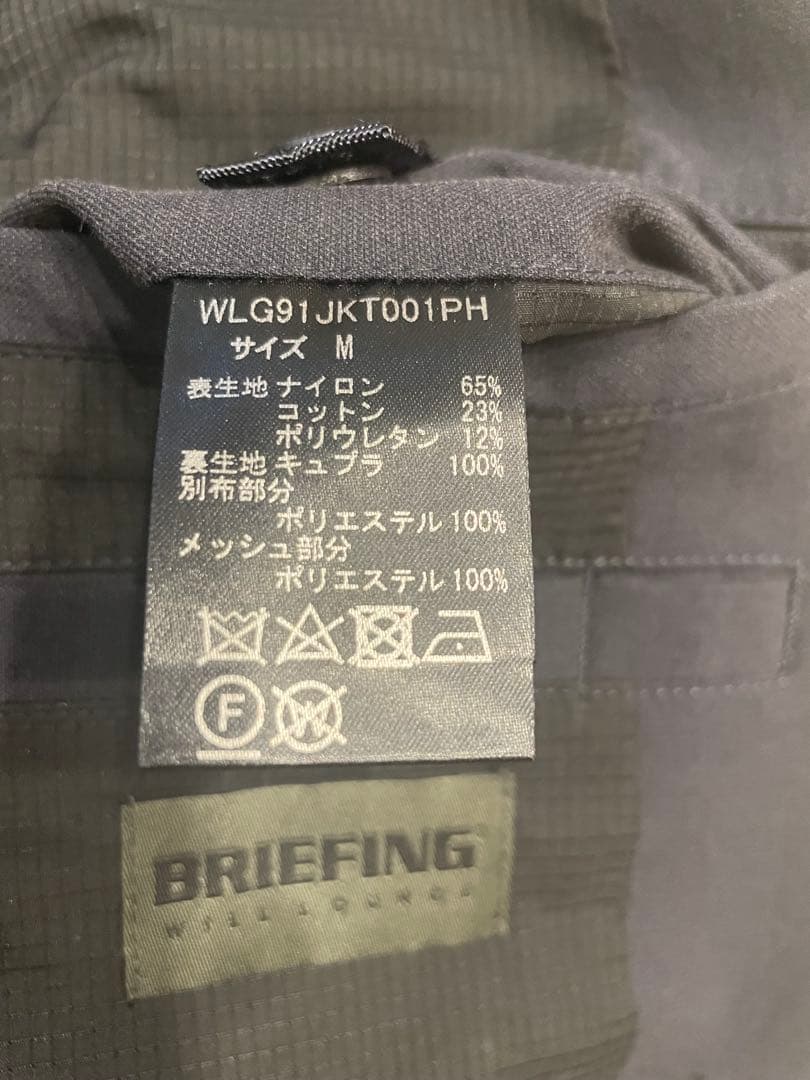 WLG91JKT001PH
サイズ M
表生地 ナイロン 65%
コットン 23%
ポリウレタン 12%
裏生地 キュプラ 100%
別布部分
ポリエステル 100%
メッシュ部分
ポリエステル 100%
F W
BRIEFING
WILL LOUNGE